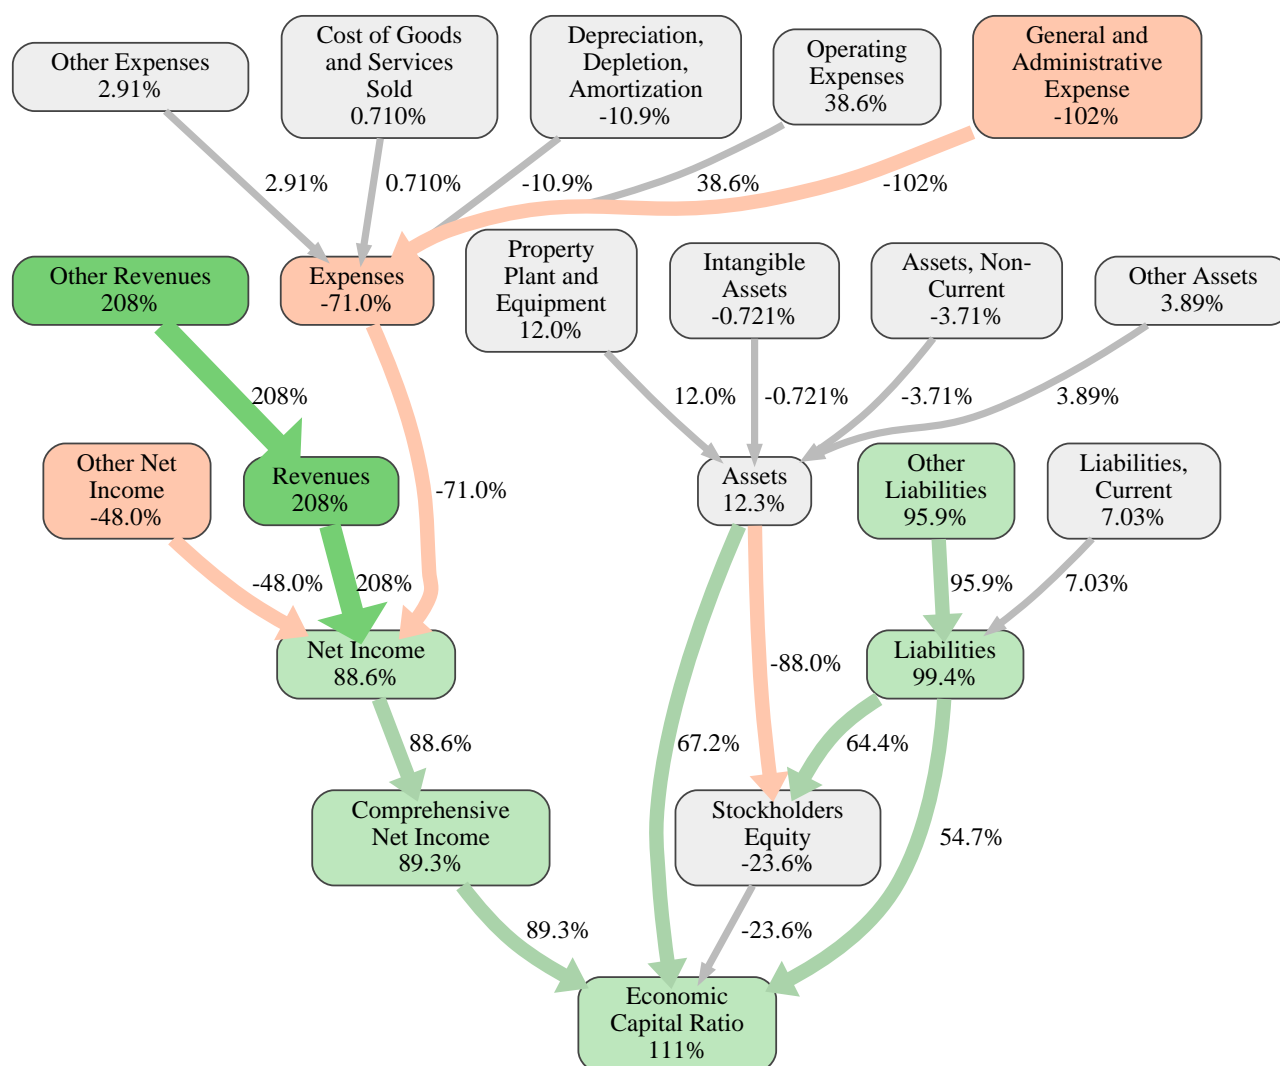 Other Expenses
2.91%
Cost of Goods
and Services
Sold
0.710%
Depreciation,
Depletion,
Amortization
-10.9%
Operating
Expenses
38.6%
General and
Administrative
Expense
-102%
2.91%
0.710%
-10.9%
38.6%
-102%
Other Revenues
208%
Expenses
-71.0%
Property
Plant and
Equipment
12.0%
Intangible
Assets
-0.721%
Assets, Non-
Current
-3.71%
Other Assets
3.89%
208%
12.0%
-0.721%
-3.71%
3.89%
Other Net
Income
-48.0%
Revenues
208%
-71.0%
Assets
12.3%
Other
Liabilities
95.9%
Liabilities,
Current
7.03%
-48.0%
208%
95.9%
7.03%
Net Income
88.6%
-88.0%
Liabilities
99.4%
88.6%
67.2%
64.4%
Comprehensive
Net Income
89.3%
Stockholders
Equity
-23.6%
54.7%
89.3%
-23.6%
Economic
Capital Ratio
111%